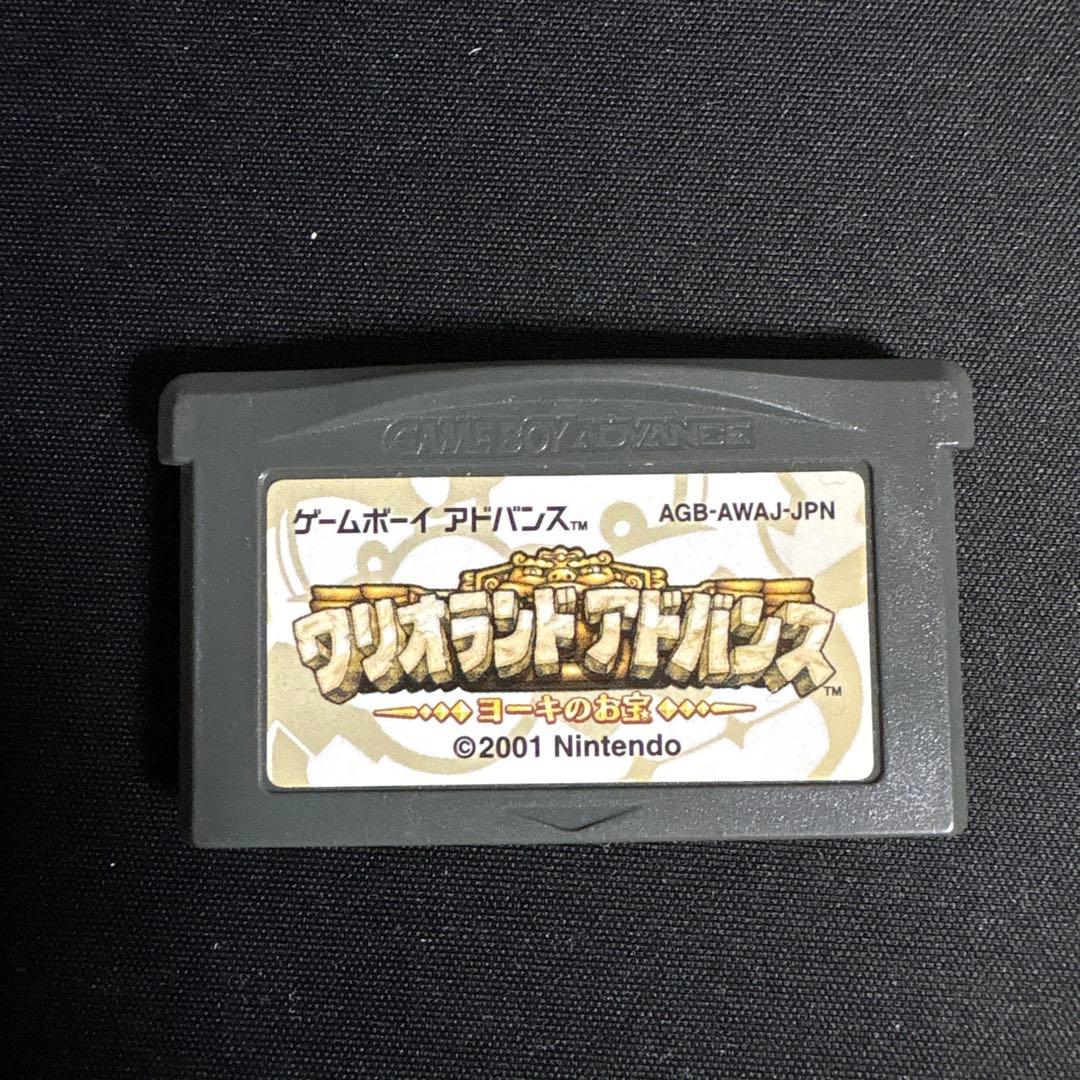 GAME BOY ADVANCE
ゲームボーイ アドバンス™ AGB-AWAJ-JPN
ワリオランドアドバンス™
ヨーキのお宝
©2001 Nintendo